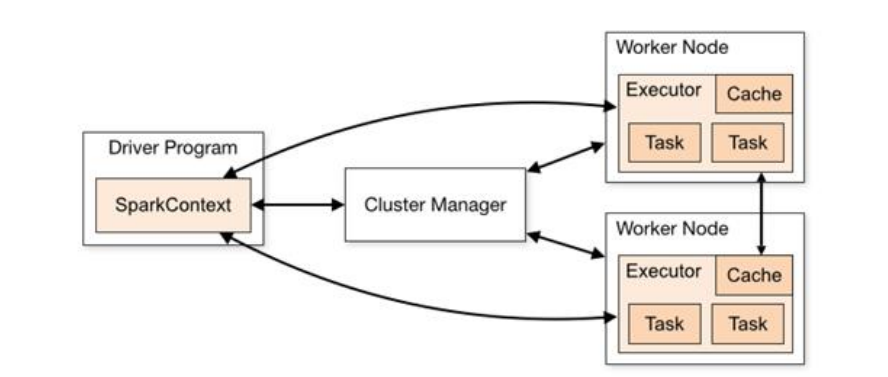 Worker Node
Executor
Cache
Task
Task
Driver Program
SparkContext
Cluster Manager
Worker Node
Executor
Cache
Task
Task